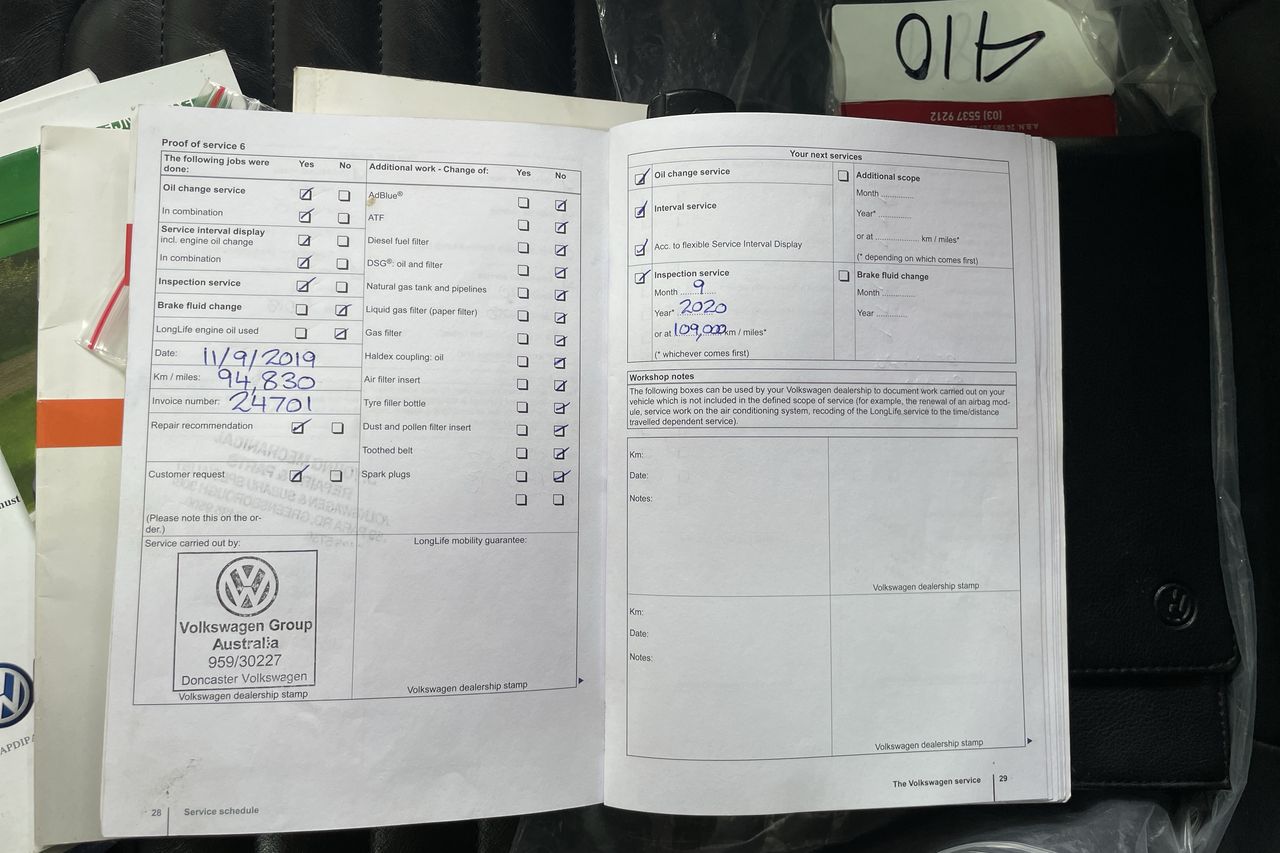 410
(03) 5537 9212
Proof of service 6
The following jobs were done:
Yes
No
Oil change service
In combination
Service interval display
incl. engine oil change
In combination
Inspection service
Brake fluid change
LongLife engine oil used
Date: 11/9/2019
Km / miles: 94,830
Invoice number: 24701
Repair recommendation
Customer request
(Please note this on the or-
der.)
Additional work - Change of:
Yes
No
AdBlue®
ATF
Diesel fuel filter
DSG®: oil and filter
Natural gas tank and pipelines
Liquid gas filter (paper filter)
Gas filter
Haldex coupling: oil
Air filter insert
Tyre filler bottle
Dust and pollen filter insert
Toothed belt
Spark plugs
Service carried out by:
Volkswagen Group
Australia
959/30227
Doncaster Volkswagen
Volkswagen dealership stamp
LongLife mobility guarantee:
Volkswagen dealership stamp
28
Service schedule
Your next services
Oil change service
Interval service
Acc. to flexible Service Interval Display
Inspection service
Month 9
Year* 2020
or at 109,000 km / miles*
(* whichever comes first)
Additional scope
Month
Year*
or at km / miles*
(* depending on which comes first)
Brake fluid change
Month
Year
Workshop notes
The following boxes can be used by your Volkswagen dealership to document work carried out on your
vehicle which is not included in the defined scope of service (for example, the renewal of an airbag mod-
ule, service work on the air conditioning system, recoding of the LongLife service to the time/distance
travelled dependent service).
Km:
Date:
Notes:
Volkswagen dealership stamp
Km:
Date:
Notes:
Volkswagen dealership stamp
The Volkswagen service
29